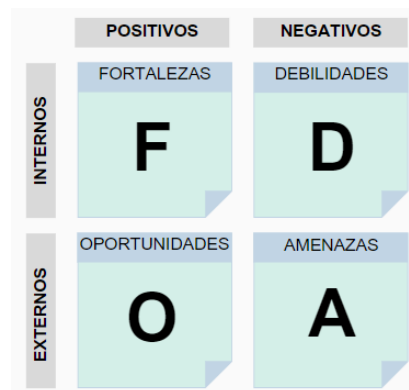 POSITIVOS
NEGATIVOS
INTERNOS
FORTALEZAS
F
DEBILIDADES
D
EXTERNOS
OPORTUNIDADES
O
AMENAZAS
A